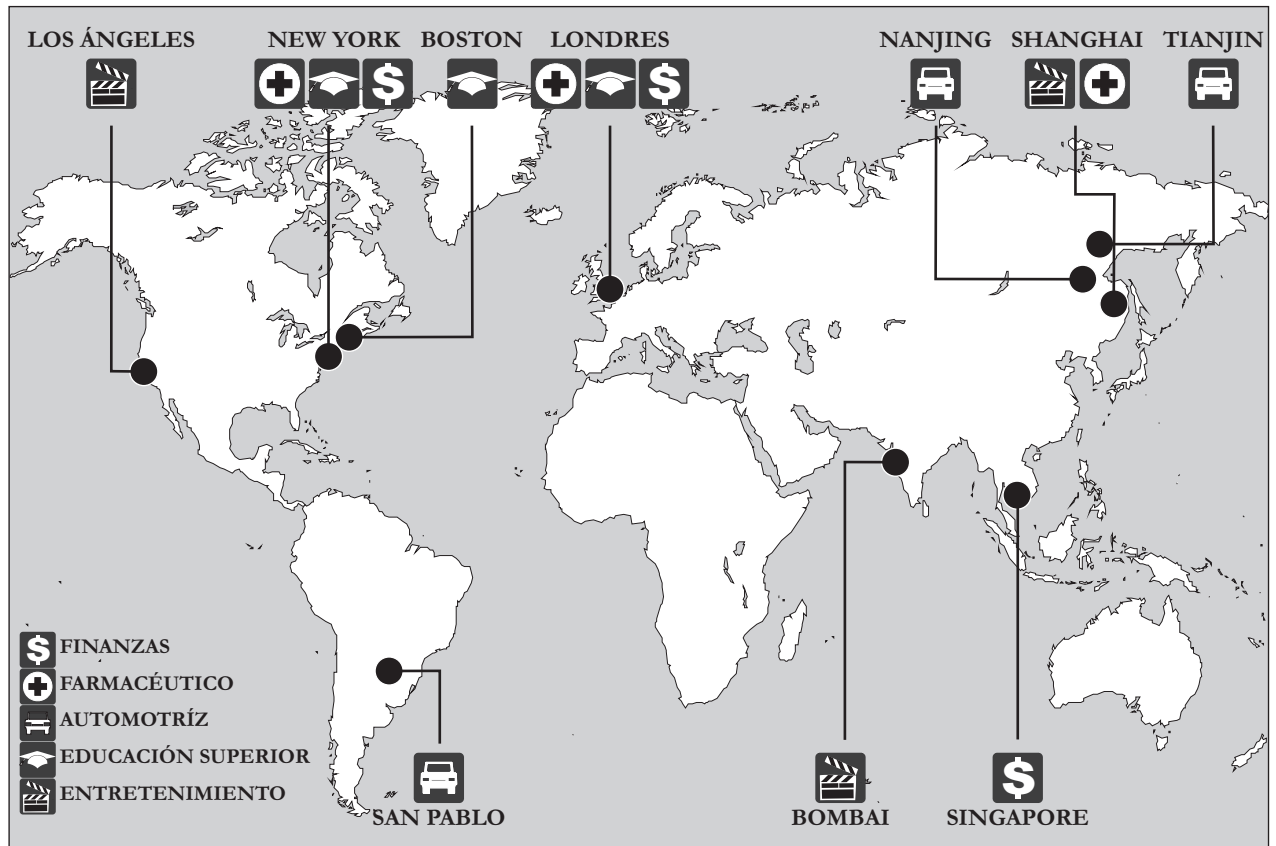 LOS ÁNGELES
NEW YORK
BOSTON
LONDRES
NANJING
SHANGHAI
TIANJIN
$ FINANZAS
FARMACÉUTICO
AUTOMOTRÍZ
EDUCACIÓN SUPERIOR
ENTRETENIMIENTO
SAN PABLO
BOMBAI
SINGAPORE